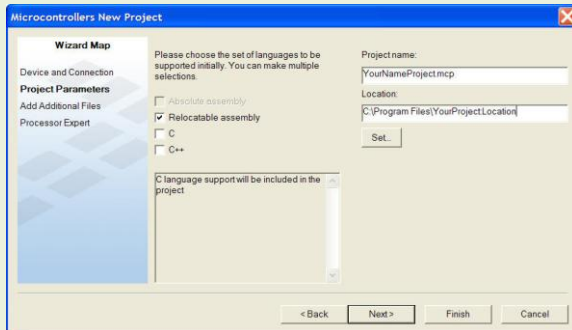 Microcontrollers New Project
Wizard Map
Device and Connection
Project Parameters
Add Additional Files
Processor Expert
Please choose the set of languages to be
supported initially. You can make multiple
selections.
Absolute assembly
Relocatable assembly
C
C++
C language support will be included in the
project
Project name:
YourNameProject.mcp
Location:
C:\Program Files\YourProjectLocation
Set...
< Back
Next >
Finish
Cancel